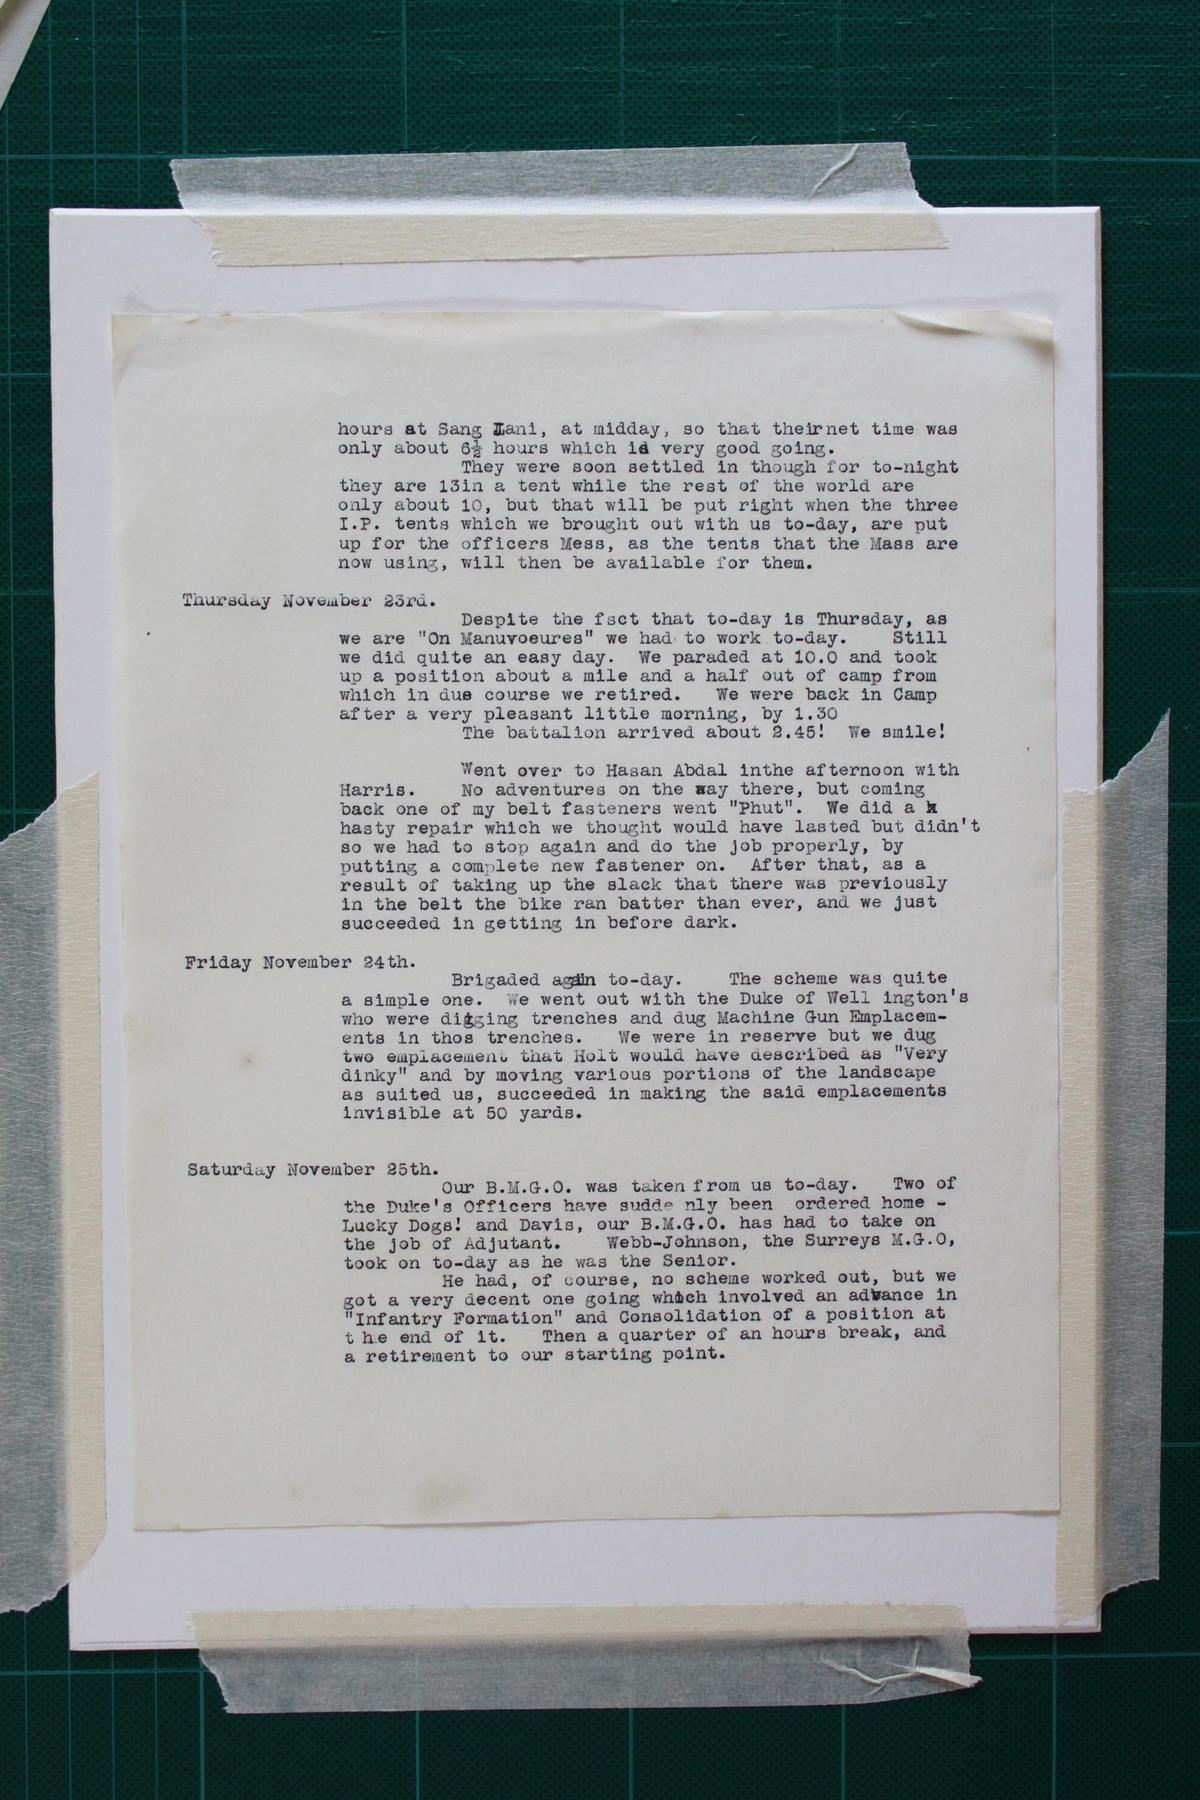 hours at Sang Iani, at midday, so that their net time was
only about 6½ hours which is very good going.
They were soon settled in though for to-night
they are 13in a tent while the rest of the world are
only about 10, but that will be put right when the three
I.P. tents which we brought out with us to-day, are put
up for the officers Mess, as the tents that the Mass are
now using, will then be available for them.
Thursday November 23rd.
Despite the fsct that to-day is Thursday, as
we are "On Manuvoeures" we had to work to-day. Still
we did quite an easy day. We paraded at 10.0 and took
up a position about a mile and a half out of camp from
which in due course we retired. We were back in Camp
after a very pleasant little morning, by 1.30
The battalion arrived about 2.45! We smile!
Went over to Hasan Abdal inthe afternoon with
Harris. No adventures on the way there, but coming
back one of my belt fasteners went "Phut". We did a
hasty repair which we thought would have lasted but didn't
so we had to stop again and do the job properly, by
putting a complete new fastener on. After that, as a
result of taking up the slack that there was previously
in the belt the bike ran batter than ever, and we just
succeeded in getting in before dark.
Friday November 24th.
Brigaded again to-day. The scheme was quite
a simple one. We went out with the Duke of Well ington's
who were digging trenches and dug Machine Gun Emplacem-
ents in thos trenches. We were in reserve but we dug
two emplacement that Holt would have described as "Very
dinky" and by moving various portions of the landscape
as suited us, succeeded in making the said emplacements
invisible at 50 yards.
Saturday November 25th.
Our B.M.G.O. was taken from us to-day. Two of
the Duke's Officers have sudde nly been ordered home -
Lucky Dogs! and Davis, our B.M.G.O. has had to take on
the job of Adjutant. Webb-Johnson, the Surreys M.G.O,
took on to-day as he was the Senior.
He had, of course, no scheme worked out, but we
got a very decent one going which involved an advance in
"Infantry Formation" and Consolidation of a position at
t he end of it. Then a quarter of an hours break, and
a retirement to our starting point.